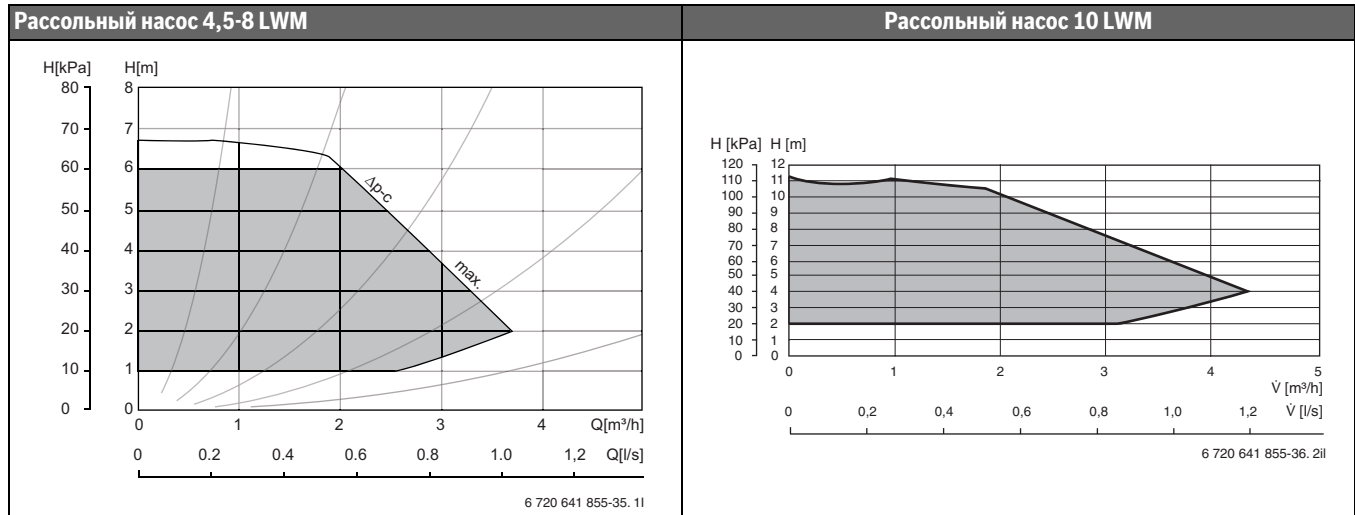 Рассольный насос 4,5-8 LWM
H[kPa] H[m]
80 8
70 7
60 6
50 5
40 4
30 3
20 2
10 1
0 0
Δp-c
max.
0 1 2 3 4 Q[m³/h]
0 0.2 0.4 0.6 0.8 1.0 1,2 Q[l/s]
6 720 641 855-35. 1I
Рассольный насос 10 LWM
H [kPa] H [m]
120 12
110 11
100 10
90 9
80 8
70 7
60 6
50 5
40 4
30 3
20 2
10 1
0 0
0 1 2 3 4 5
V̇ [m³/h]
0 0,2 0,4 0,6 0,8 1,0 1,2 V̇ [l/s]
6 720 641 855-36. 2il